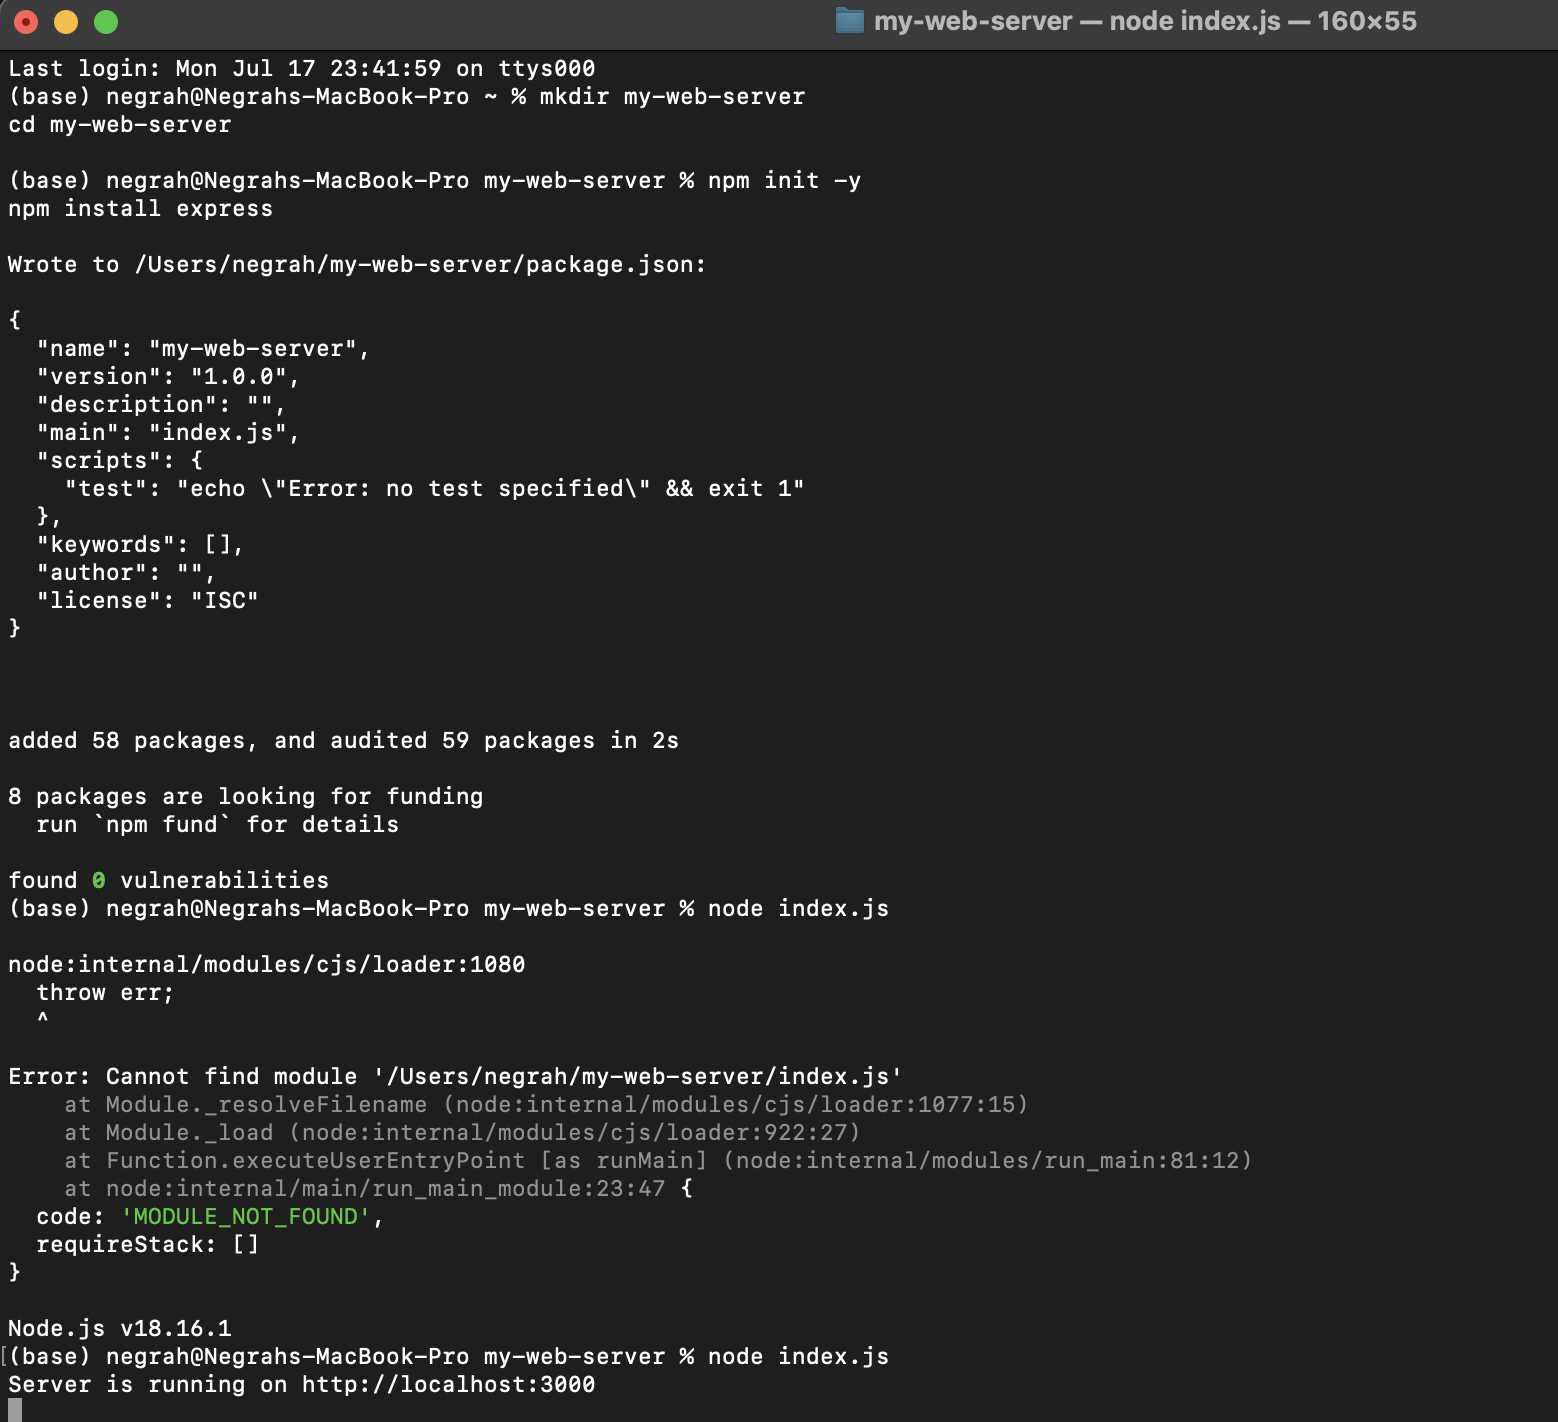 my-web-server — node index.js — 160×55
Last login: Mon Jul 17 23:41:59 on ttys000
(base) negrah@Negrahs-MacBook-Pro ~ % mkdir my-web-server
cd my-web-server
(base) negrah@Negrahs-MacBook-Pro my-web-server % npm init -y
npm install express
Wrote to /Users/negrah/my-web-server/package.json:
{
  "name": "my-web-server",
  "version": "1.0.0",
  "description": "",
  "main": "index.js",
  "scripts": {
    "test": "echo \"Error: no test specified\" && exit 1"
  },
  "keywords": [],
  "author": "",
  "license": "ISC"
}
added 58 packages, and audited 59 packages in 2s
8 packages are looking for funding
  run `npm fund` for details
found 0 vulnerabilities
(base) negrah@Negrahs-MacBook-Pro my-web-server % node index.js
node:internal/modules/cjs/loader:1080
  throw err;
  ^
Error: Cannot find module '/Users/negrah/my-web-server/index.js'
    at Module._resolveFilename (node:internal/modules/cjs/loader:1077:15)
    at Module._load (node:internal/modules/cjs/loader:922:27)
    at Function.executeUserEntryPoint [as runMain] (node:internal/modules/run_main:81:12)
    at node:internal/main/run_main_module:23:47 {
  code: 'MODULE_NOT_FOUND',
  requireStack: []
}
Node.js v18.16.1
[(base) negrah@Negrahs-MacBook-Pro my-web-server % node index.js
Server is running on http://localhost:3000